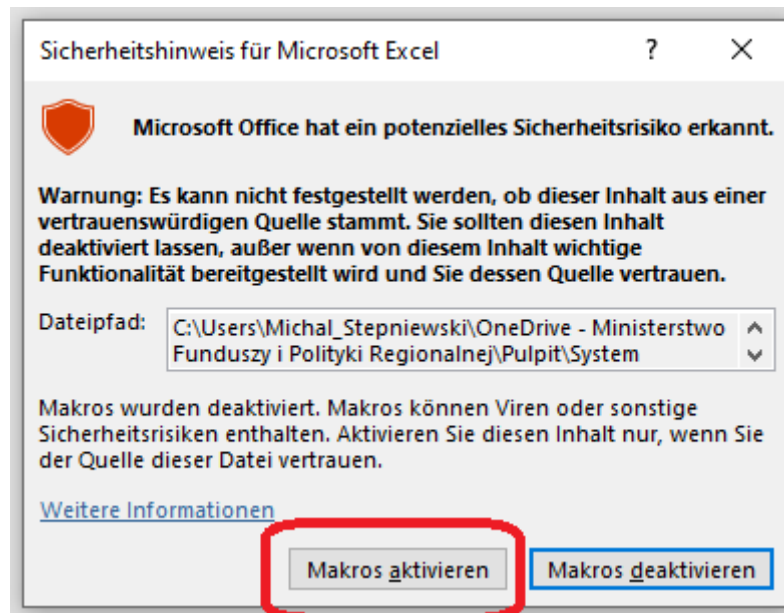 Sicherheitshinweis für Microsoft Excel ?
Microsoft Office hat ein potenzielles Sicherheitsrisiko erkannt.
Warnung: Es kann nicht festgestellt werden, ob dieser Inhalt aus einer
vertrauenswürdigen Quelle stammt. Sie sollten diesen Inhalt
deaktiviert lassen, außer wenn von diesem Inhalt wichtige
Funktionalität bereitgestellt wird und Sie dessen Quelle vertrauen.
Dateipfad: C:\Users\Michal_Stepniewski\OneDrive - Ministerstwo
Funduszy i Polityki Regionalnej\Pulpit\System
Makros wurden deaktiviert. Makros können Viren oder sonstige
Sicherheitsrisiken enthalten. Aktivieren Sie diesen Inhalt nur, wenn Sie
der Quelle dieser Datei vertrauen.
Weitere Informationen
Makros aktivieren Makros deaktivieren